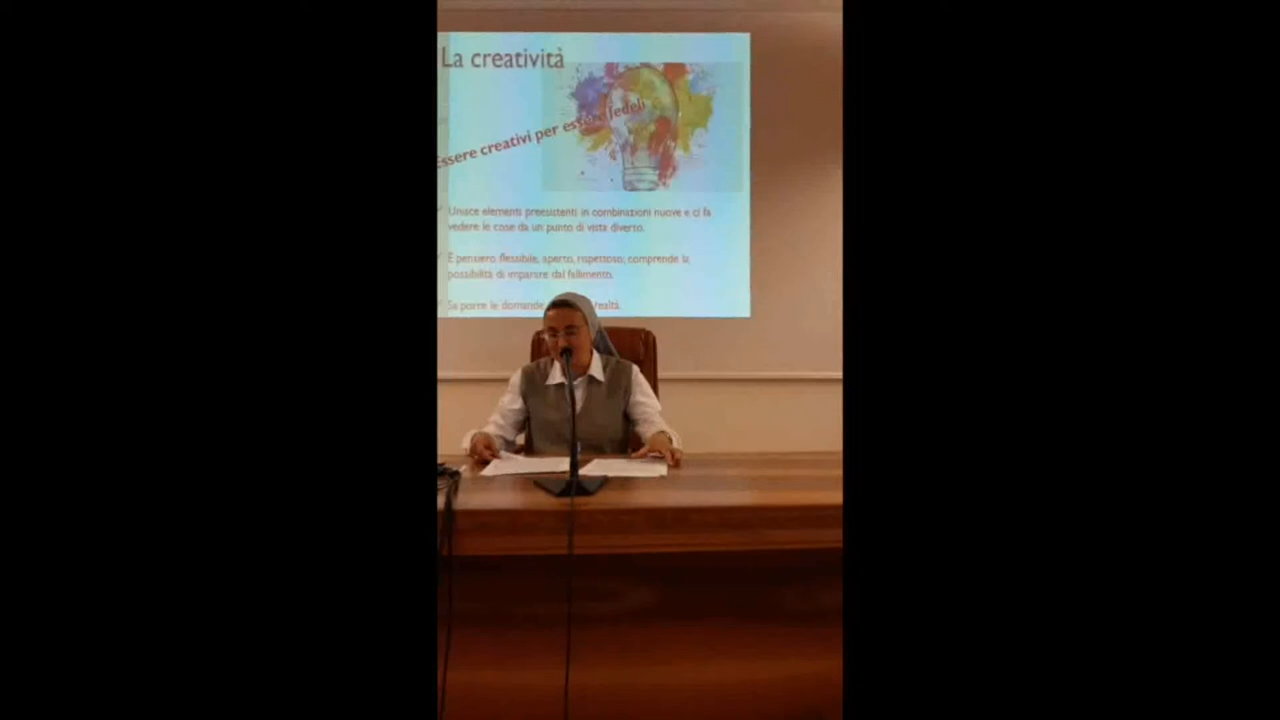 La creatività
Essere creativi per essere fedeli
Unisce elementi preesistenti in combinazioni nuove e ci fa
vedere le cose da un punto di vista diverso.
È pensiero flessibile, aperto, rispettoso, comprende la
possibilità di imparare dal fallimento.
Sa porre le domande realtà.